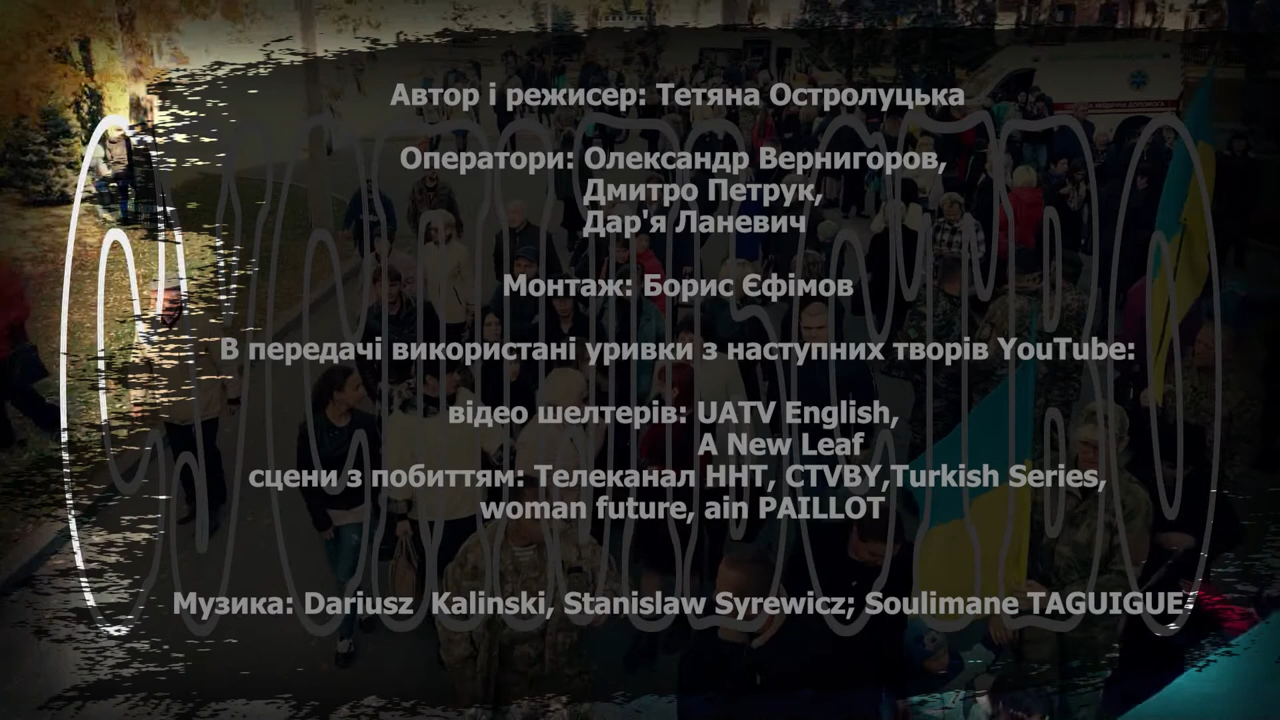 Автор і режисер: Тетяна Остролуцька
Оператори: Олександр Вернигоров,
Дмитро Петрук,
Дар'я Ланевич
Монтаж: Борис Єфімов
В передачі використані уривки з наступних творів YouTube:
відео шелтерів: UATV English,
A New Leaf
сцени з побиттям: Телеканал ННТ, CTVBY,Turkish Series,
woman future, ain PAILLOT
Музика: Dariusz  Kalinski, Stanislaw Syrewicz; Soulimane TAGUIGUE